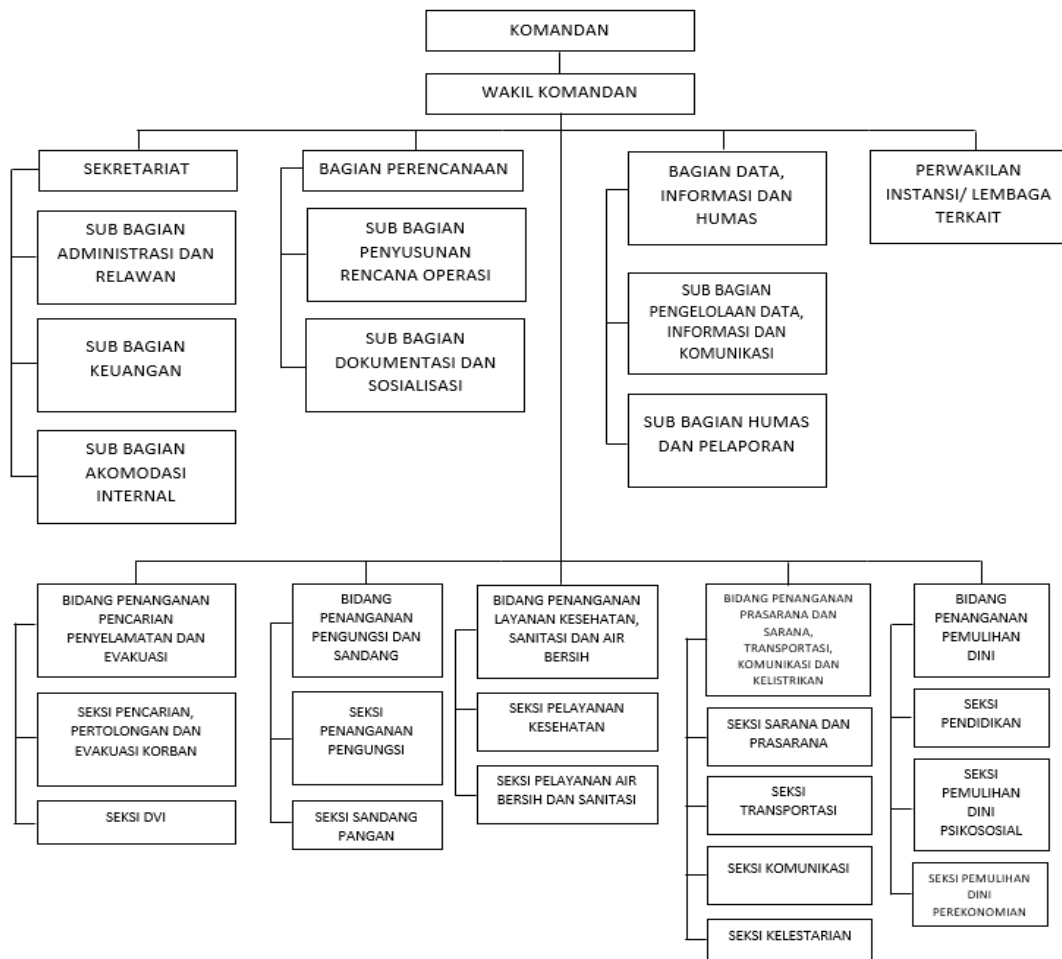 KOMANDAN
WAKIL KOMANDAN
SEKRETARIAT
SUB BAGIAN
ADMINISTRASI DAN
RELAWAN
SUB BAGIAN
KEUANGAN
SUB BAGIAN
AKOMODASI
INTERNAL
BAGIAN PERENCANAAN
SUB BAGIAN
PENYUSUNAN
RENCANA OPERASI
SUB BAGIAN
DOKUMENTASI DAN
SOSIALISASI
BAGIAN DATA,
INFORMASI DAN
HUMAS
SUB BAGIAN
PENGELOLAAN DATA,
INFORMASI DAN
KOMUNIKASI
SUB BAGIAN HUMAS
DAN PELAPORAN
PERWAKILAN
INSTANSI/ LEMBAGA
TERKAIT
BIDANG PENANGANAN
PENCARIAN
PENYELAMATAN DAN
EVAKUASI
SEKSI PENCARIAN,
PERTOLONGAN DAN
EVAKUASI KORBAN
SEKSI DVI
BIDANG
PENANGANAN
PENGUNGSI DAN
SANDANG
SEKSI
PENANGANAN
PENGUNGSI
SEKSI SANDANG
PANGAN
BIDANG PENANGANAN
LAYANAN KESEHATAN,
SANITASI DAN AIR
BERSIH
SEKSI PELAYANAN
KESEHATAN
SEKSI PELAYANAN AIR
BERSIH DAN SANITASI
BIDANG PENANGANAN
PRASARANA DAN
SARANA,
TRANSPORTASI,
KOMUNIKASI DAN
KELISTRIKAN
SEKSI SARANA DAN
PRASARANA
SEKSI
TRANSPORTASI
SEKSI KOMUNIKASI
SEKSI KELESTARIAN
BIDANG
PENANGANAN
PEMULIHAN
DINI
SEKSI
PENDIDIKAN
SEKSI
PEMULIHAN
DINI
PSIKOSOSIAL
SEKSI PEMULIHAN
DINI
PEREKONOMIAN